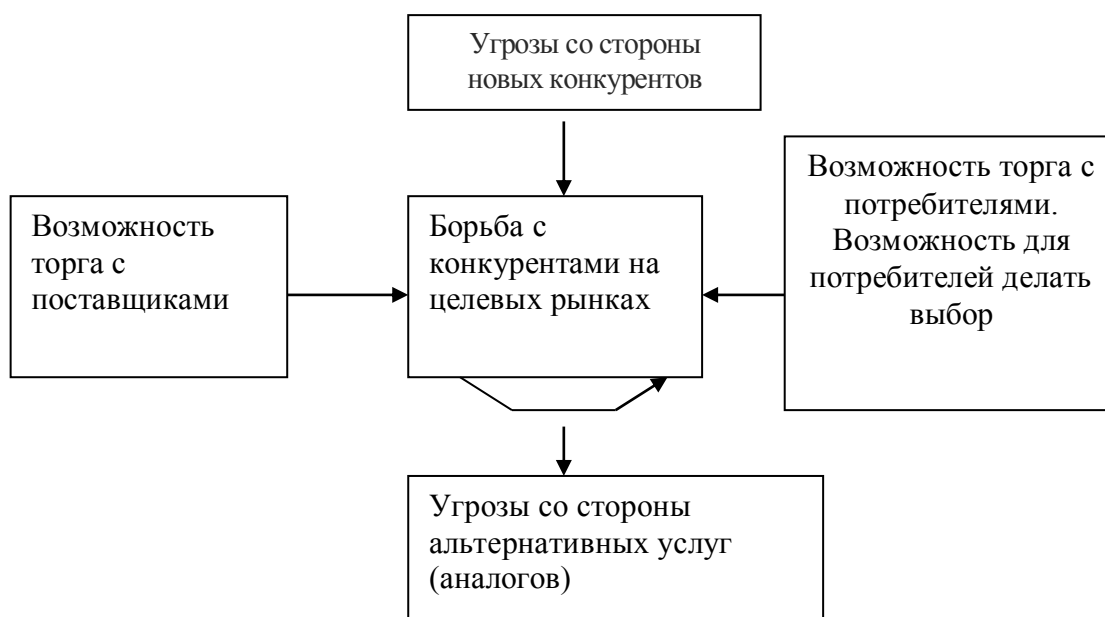 Угрозы со стороны
новых конкурентов
Возможность
торга с
поставщиками
Борьба с
конкурентами на
целевых рынках
Возможность торга с
потребителями.
Возможность для
потребителей делать
выбор
Угрозы со стороны
альтернативных услуг
(аналогов)